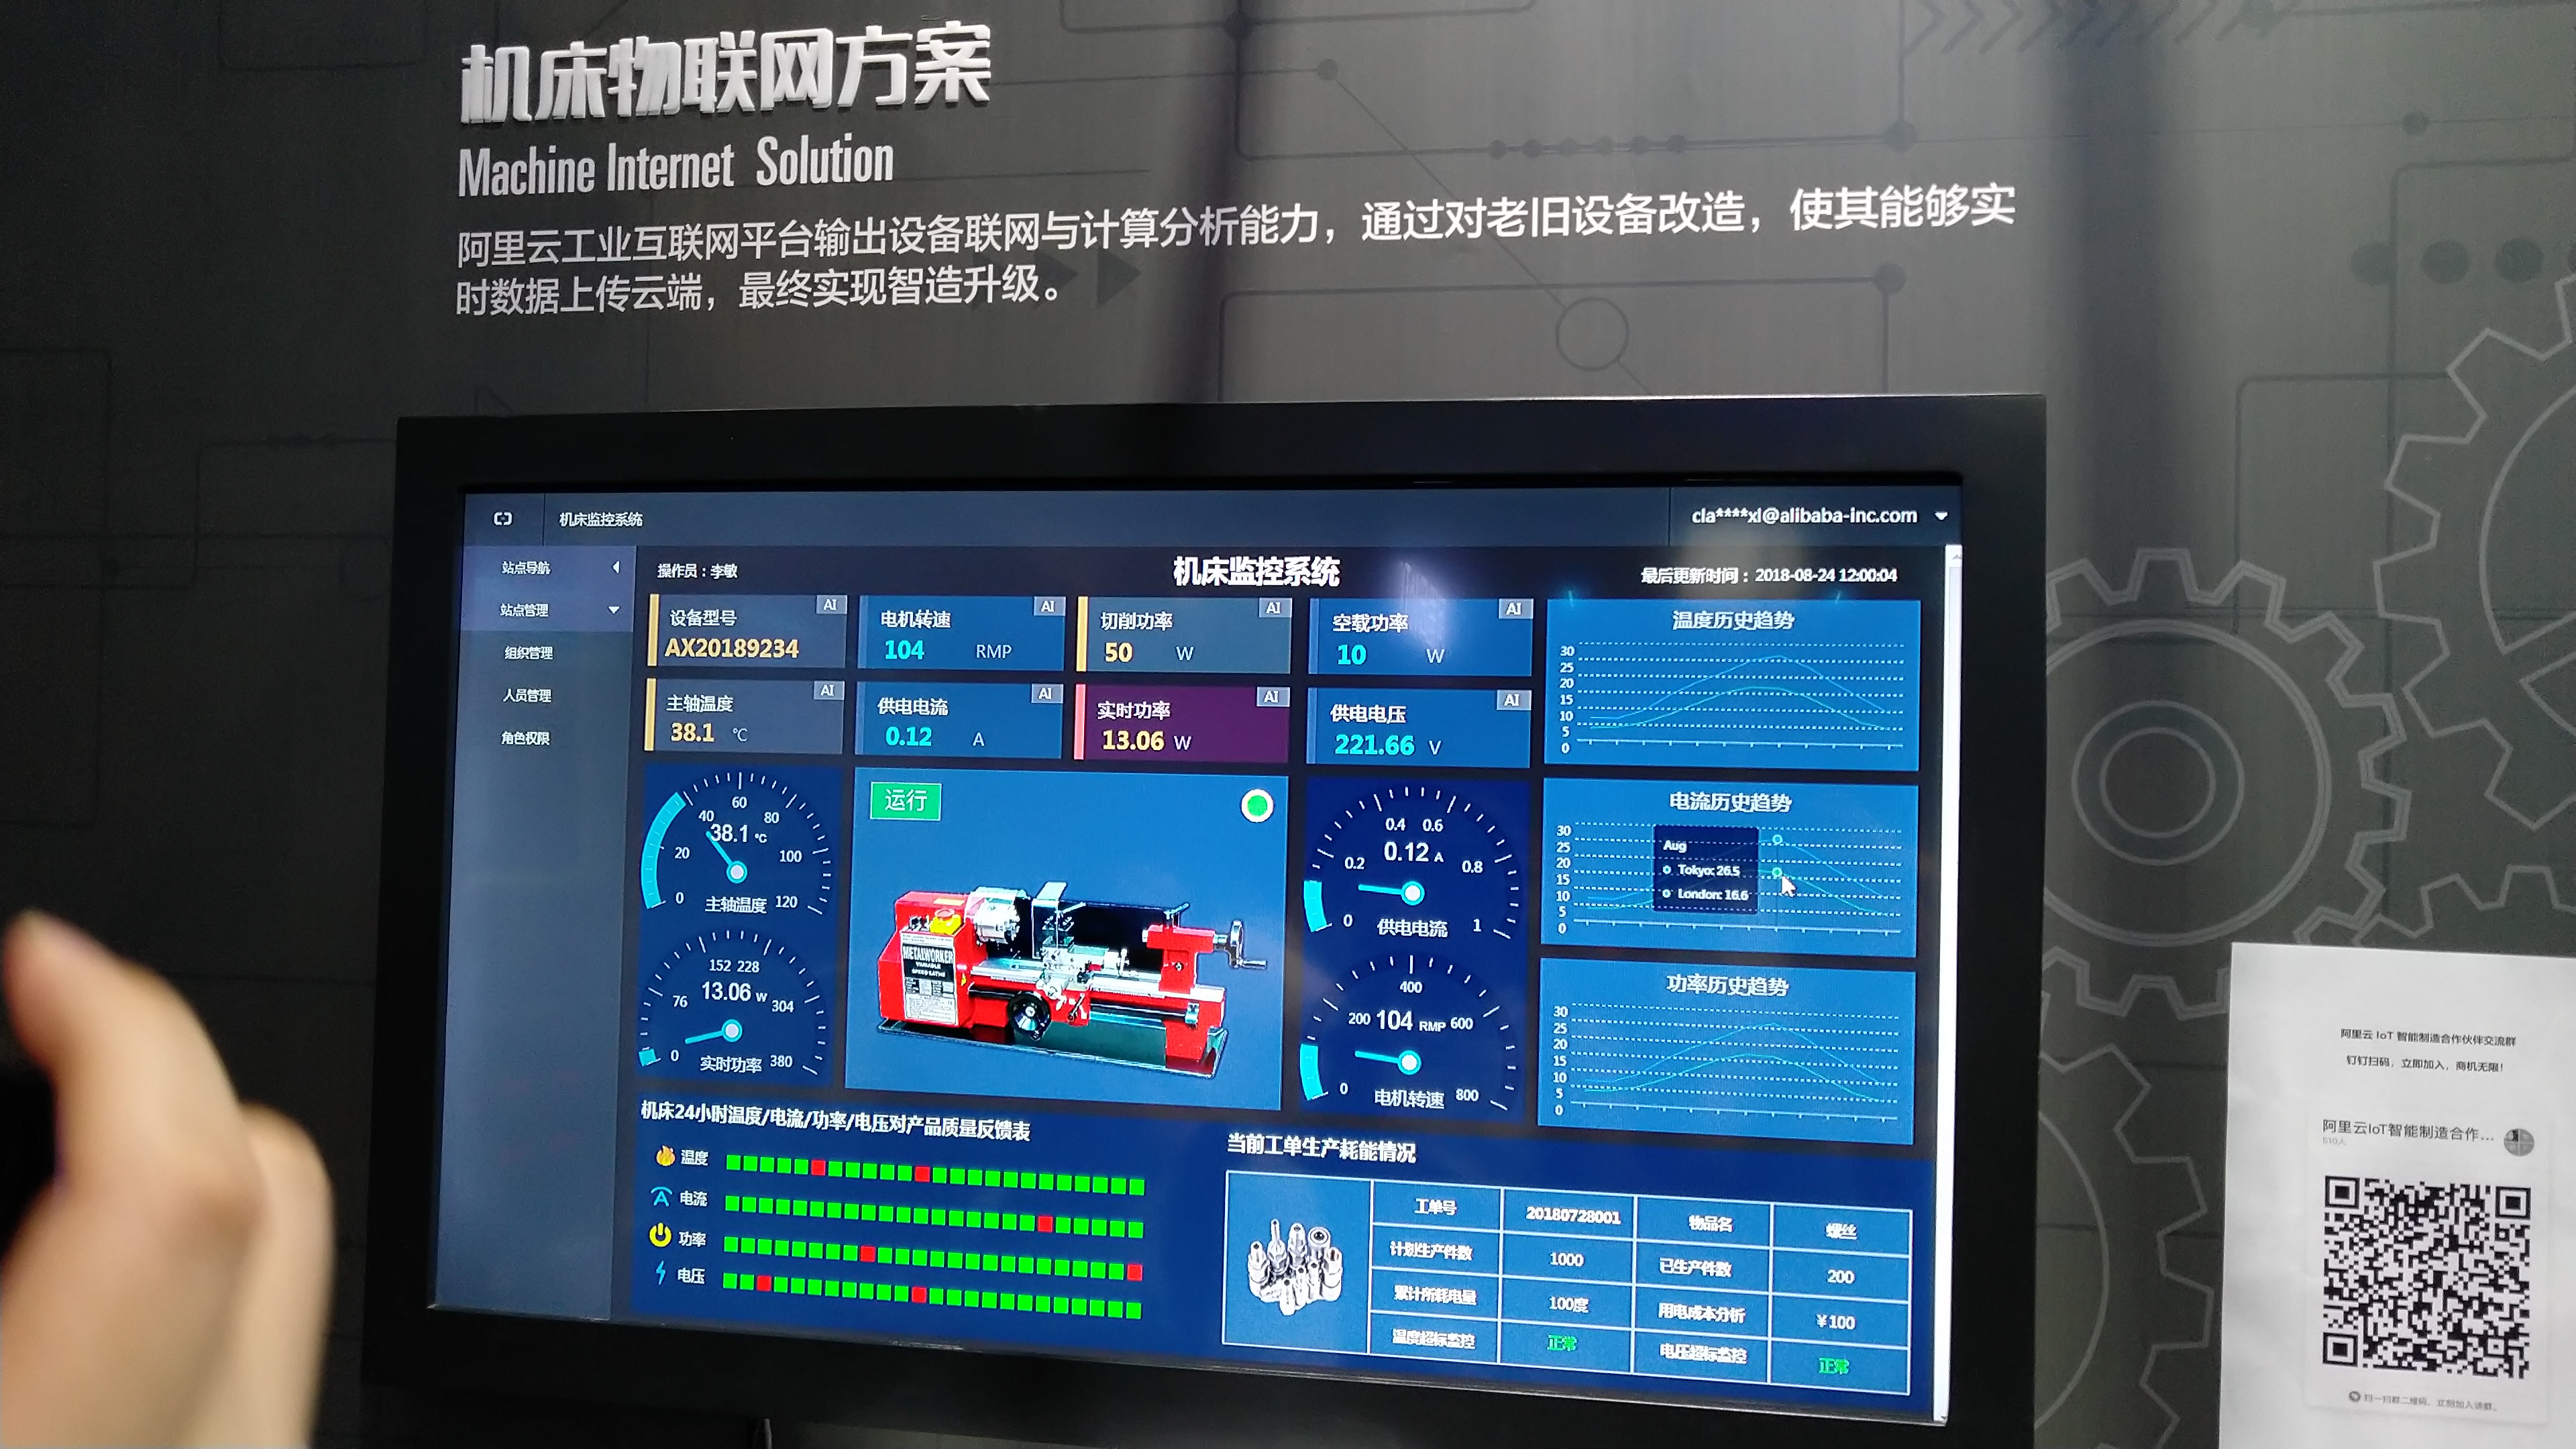 机床物联网方案
Machine Internet Solution
阿里云工业互联网平台输出设备联网与计算分析能力，通过对老旧设备改造，使其能够实
时数据上传云端，最终实现智造升级。
机床监控系统
cla****xl@alibaba-inc.com
站点导航
站点管理
组织管理
人员管理
角色权限
操作员：李敏
机床监控系统
最后更新时间：2018-08-24 12:00:04
设备型号 AI
AX20189234
电机转速 AI
104 RMP
切削功率 AI
50 W
空载功率 AI
10 W
主轴温度 AI
38.1 ℃
供电电流 AI
0.12 A
实时功率 AI
13.06 W
供电电压 AI
221.66 V
温度历史趋势
30
25
20
15
10
5
0
0 20 40 60 80 100 120
38.1 ℃
主轴温度
0 76 152 228 304 380
13.06 W
实时功率
运行
METALWORKER
VARIABLE
SPEED LATHE
0 0.2 0.4 0.6 0.8 1
0.12 A
供电电流
0 200 400 600 800
104 RMP
电机转速
电流历史趋势
30
25
20
15
10
5
0
Aug
Tokyo: 26.5
London: 16.6
功率历史趋势
30
25
20
15
10
5
0
机床24小时温度/电流/功率/电压对产品质量反馈表
温度
电流
功率
电压
当前工单生产耗能情况
工单号 20180728001 物品名 螺丝
计划生产件数 1000 已生产件数 200
累计所耗电量 100度 用电成本分析 ￥100
温度超标监控 正常 电压超标监控 正常
阿里云 IoT 智能制造合作伙伴交流群
钉钉扫码，立即加入，商机无限！
阿里云IoT智能制造合作...
510人
扫一扫群二维码，立刻加入该群。